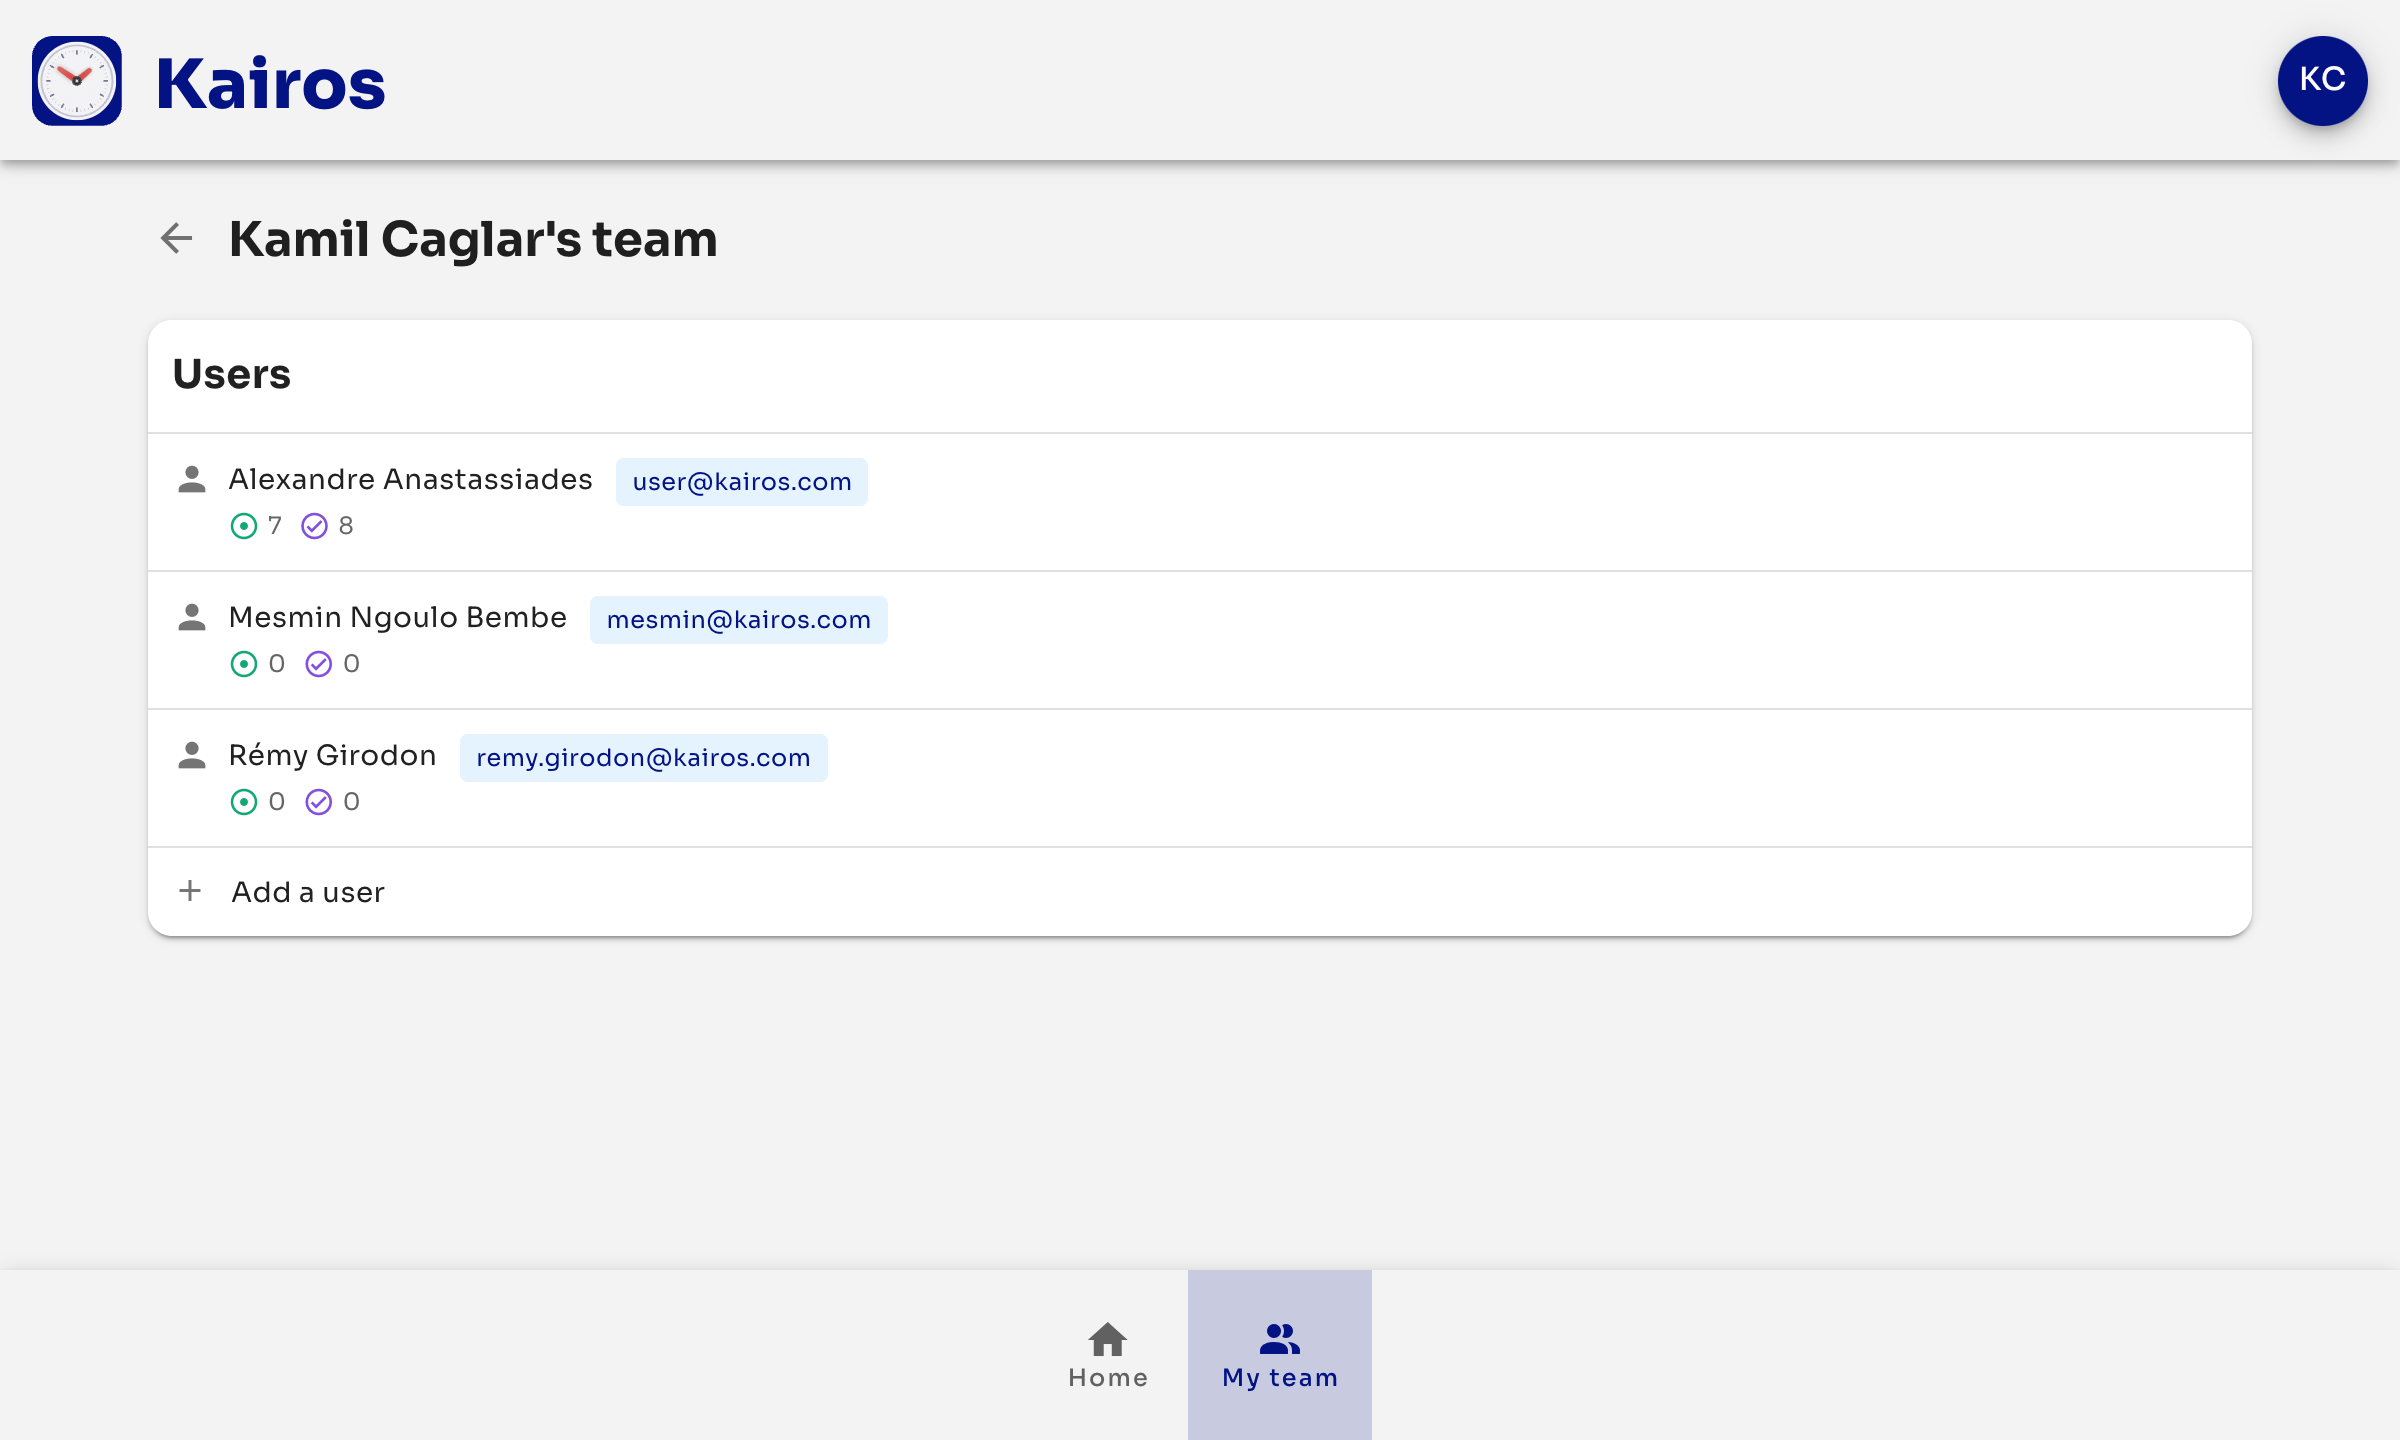 Kairos
KC
Kamil Caglar's team
Users
Alexandre Anastassiades user@kairos.com
7 8
Mesmin Ngoulo Bembe mesmin@kairos.com
0 0
Rémy Girodon remy.girodon@kairos.com
0 0
Add a user
Home
My team